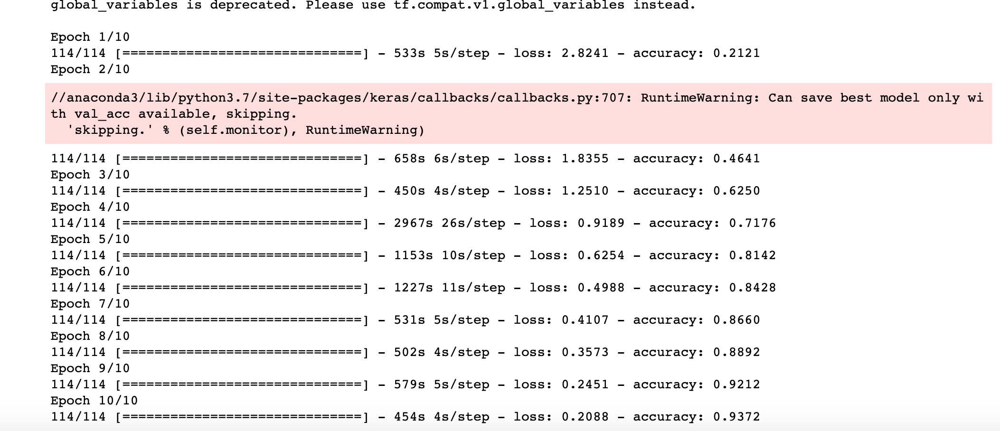 global_variables is deprecated. Please use tf.compat.v1.global_variables instead.
Epoch 1/10
114/114 [==============================] - 533s 5s/step - loss: 2.8241 - accuracy: 0.2121
Epoch 2/10
//anaconda3/lib/python3.7/site-packages/keras/callbacks/callbacks.py:707: RuntimeWarning: Can save best model only wi
th val_acc available, skipping.
  'skipping.' % (self.monitor), RuntimeWarning)
114/114 [==============================] - 658s 6s/step - loss: 1.8355 - accuracy: 0.4641
Epoch 3/10
114/114 [==============================] - 450s 4s/step - loss: 1.2510 - accuracy: 0.6250
Epoch 4/10
114/114 [==============================] - 2967s 26s/step - loss: 0.9189 - accuracy: 0.7176
Epoch 5/10
114/114 [==============================] - 1153s 10s/step - loss: 0.6254 - accuracy: 0.8142
Epoch 6/10
114/114 [==============================] - 1227s 11s/step - loss: 0.4988 - accuracy: 0.8428
Epoch 7/10
114/114 [==============================] - 531s 5s/step - loss: 0.4107 - accuracy: 0.8660
Epoch 8/10
114/114 [==============================] - 502s 4s/step - loss: 0.3573 - accuracy: 0.8892
Epoch 9/10
114/114 [==============================] - 579s 5s/step - loss: 0.2451 - accuracy: 0.9212
Epoch 10/10
114/114 [==============================] - 454s 4s/step - loss: 0.2088 - accuracy: 0.9372